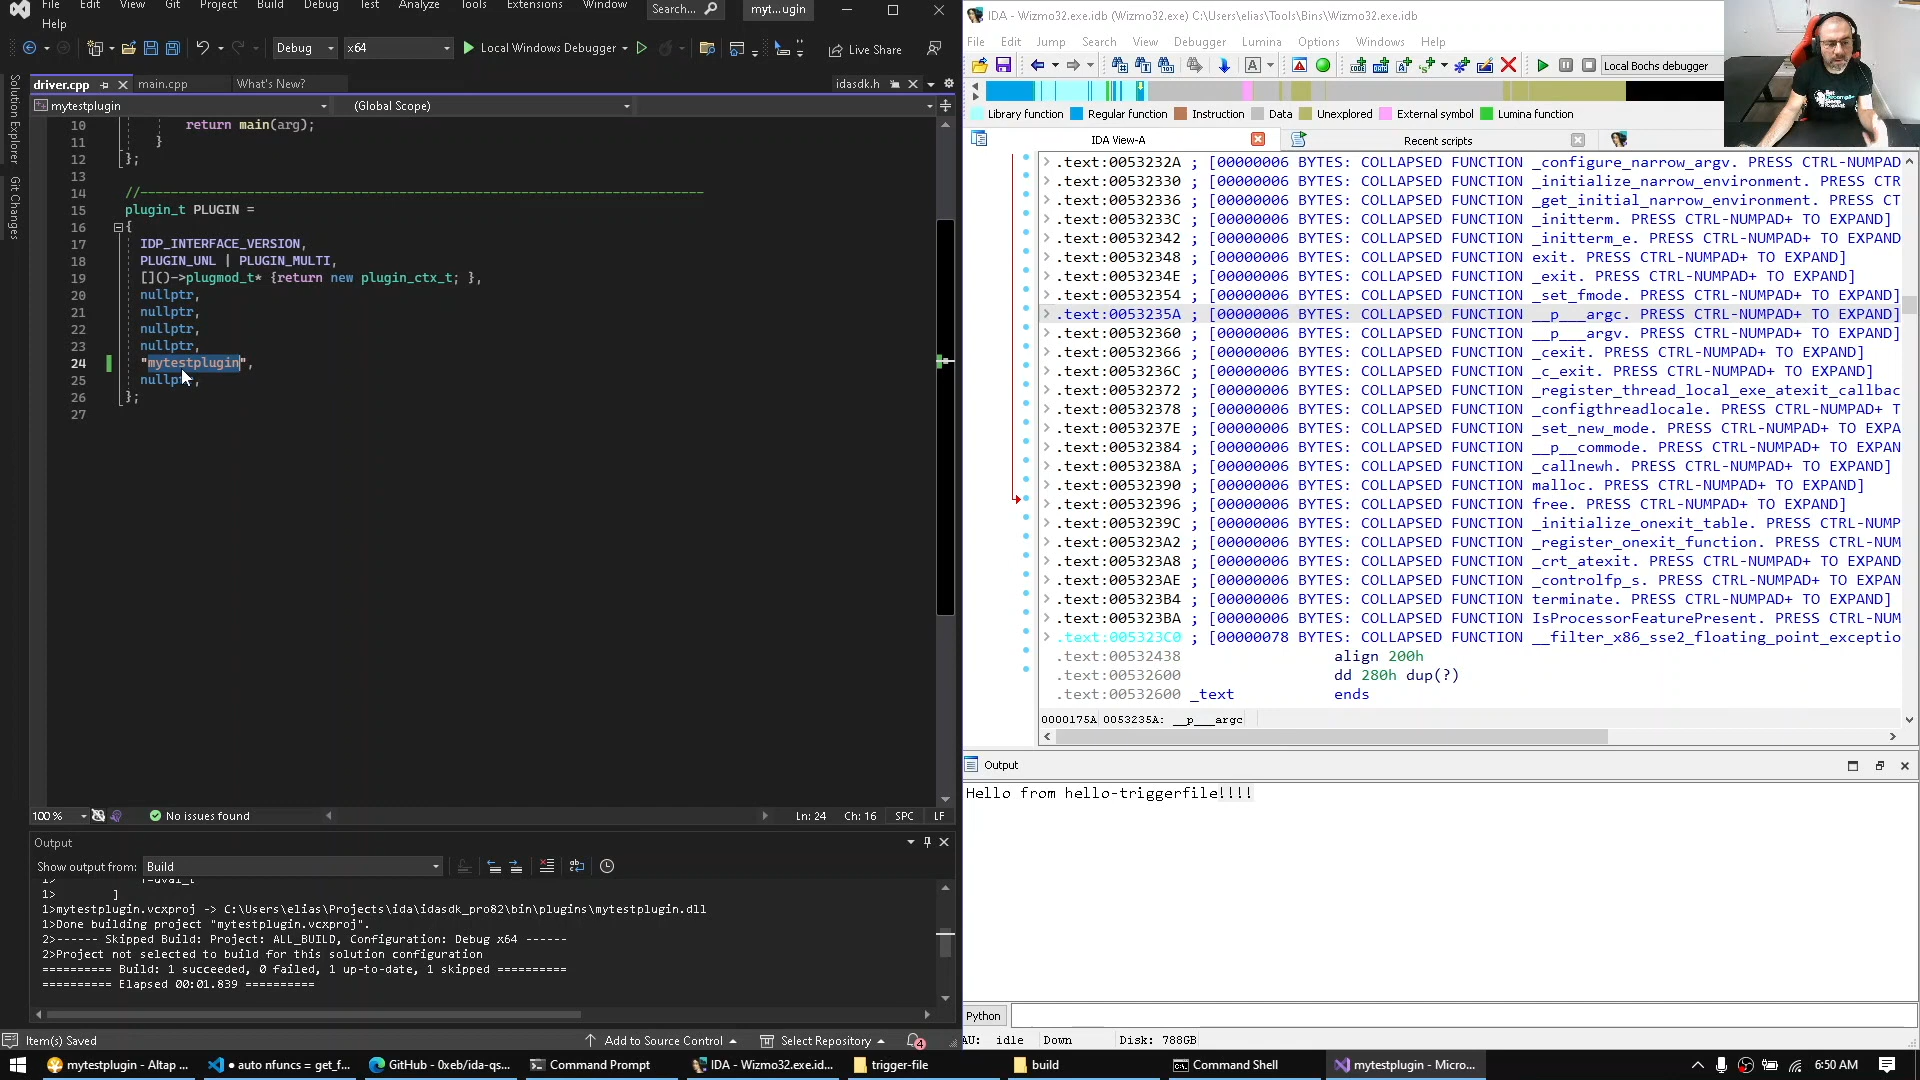 File Edit View Git Project Build Debug Test Analyze Tools Extensions Window Search... myt...ugin
Help
Debug x64 Local Windows Debugger Live Share
driver.cpp main.cpp What's New? idasdk.h
mytestplugin (Global Scope)
Solution Explorer
Git Changes
10 return main(arg);
11 }
12 };
13
14 //--------------------------------------------------------------------------
15 plugin_t PLUGIN =
16 {
17 IDP_INTERFACE_VERSION,
18 PLUGIN_UNL | PLUGIN_MULTI,
19 []()->plugmod_t* {return new plugin_ctx_t; },
20 nullptr,
21 nullptr,
22 nullptr,
23 nullptr,
24 "mytestplugin",
25 nullptr,
26 };
27
100 % No issues found Ln: 24 Ch: 16 SPC LF
Output
Show output from: Build
1> ]
1>mytestplugin.vcxproj -> C:\Users\elias\Projects\ida\idasdk_pro82\bin\plugins\mytestplugin.dll
1>Done building project "mytestplugin.vcxproj".
2>------ Skipped Build: Project: ALL_BUILD, Configuration: Debug x64 ------
2>Project not selected to build for this solution configuration
========== Build: 1 succeeded, 0 failed, 1 up-to-date, 1 skipped ==========
========== Elapsed 00:01.839 ==========
Item(s) Saved Add to Source Control Select Repository 4
IDA - Wizmo32.exe.idb (Wizmo32.exe) C:\Users\elias\Tools\Bins\Wizmo32.exe.idb
File Edit Jump Search View Debugger Lumina Options Windows Help
Local Bochs debugger
Library function Regular function Instruction Data Unexplored External symbol Lumina function
IDA View-A Recent scripts
.text:0053232A ; [00000006 BYTES: COLLAPSED FUNCTION _configure_narrow_argv. PRESS CTRL-NUMPAD
.text:00532330 ; [00000006 BYTES: COLLAPSED FUNCTION _initialize_narrow_environment. PRESS CTR
.text:00532336 ; [00000006 BYTES: COLLAPSED FUNCTION _get_initial_narrow_environment. PRESS CT
.text:0053233C ; [00000006 BYTES: COLLAPSED FUNCTION _initterm. PRESS CTRL-NUMPAD+ TO EXPAND]
.text:00532342 ; [00000006 BYTES: COLLAPSED FUNCTION _initterm_e. PRESS CTRL-NUMPAD+ TO EXPAND
.text:00532348 ; [00000006 BYTES: COLLAPSED FUNCTION exit. PRESS CTRL-NUMPAD+ TO EXPAND]
.text:0053234E ; [00000006 BYTES: COLLAPSED FUNCTION _exit. PRESS CTRL-NUMPAD+ TO EXPAND]
.text:00532354 ; [00000006 BYTES: COLLAPSED FUNCTION _set_fmode. PRESS CTRL-NUMPAD+ TO EXPAND]
.text:0053235A ; [00000006 BYTES: COLLAPSED FUNCTION __p___argc. PRESS CTRL-NUMPAD+ TO EXPAND]
.text:00532360 ; [00000006 BYTES: COLLAPSED FUNCTION __p___argv. PRESS CTRL-NUMPAD+ TO EXPAND]
.text:00532366 ; [00000006 BYTES: COLLAPSED FUNCTION _cexit. PRESS CTRL-NUMPAD+ TO EXPAND]
.text:0053236C ; [00000006 BYTES: COLLAPSED FUNCTION _c_exit. PRESS CTRL-NUMPAD+ TO EXPAND]
.text:00532372 ; [00000006 BYTES: COLLAPSED FUNCTION _register_thread_local_exe_atexit_callbac
.text:00532378 ; [00000006 BYTES: COLLAPSED FUNCTION _configthreadlocale. PRESS CTRL-NUMPAD+ T
.text:0053237E ; [00000006 BYTES: COLLAPSED FUNCTION _set_new_mode. PRESS CTRL-NUMPAD+ TO EXPA
.text:00532384 ; [00000006 BYTES: COLLAPSED FUNCTION __p__commode. PRESS CTRL-NUMPAD+ TO EXPAN
.text:0053238A ; [00000006 BYTES: COLLAPSED FUNCTION _callnewh. PRESS CTRL-NUMPAD+ TO EXPAND]
.text:00532390 ; [00000006 BYTES: COLLAPSED FUNCTION malloc. PRESS CTRL-NUMPAD+ TO EXPAND]
.text:00532396 ; [00000006 BYTES: COLLAPSED FUNCTION free. PRESS CTRL-NUMPAD+ TO EXPAND]
.text:0053239C ; [00000006 BYTES: COLLAPSED FUNCTION _initialize_onexit_table. PRESS CTRL-NUMP
.text:005323A2 ; [00000006 BYTES: COLLAPSED FUNCTION _register_onexit_function. PRESS CTRL-NUM
.text:005323A8 ; [00000006 BYTES: COLLAPSED FUNCTION _crt_atexit. PRESS CTRL-NUMPAD+ TO EXPAND
.text:005323AE ; [00000006 BYTES: COLLAPSED FUNCTION _controlfp_s. PRESS CTRL-NUMPAD+ TO EXPAN
.text:005323B4 ; [00000006 BYTES: COLLAPSED FUNCTION terminate. PRESS CTRL-NUMPAD+ TO EXPAND]
.text:005323BA ; [00000006 BYTES: COLLAPSED FUNCTION IsProcessorFeaturePresent. PRESS CTRL-NUM
.text:005323C0 ; [00000078 BYTES: COLLAPSED FUNCTION __filter_x86_sse2_floating_point_exceptio
.text:00532438 align 200h
.text:00532600 dd 280h dup(?)
.text:00532600 _text ends
0000175A 0053235A: __p___argc
Output
Hello from hello-triggerfile!!!!
Python
AU: idle Down Disk: 788GB
mytestplugin - Altap ... auto nfuncs = get_f... GitHub - 0xeb/ida-qs... Command Prompt IDA - Wizmo32.exe.id... trigger-file build Command Shell mytestplugin - Micro... 6:50 AM